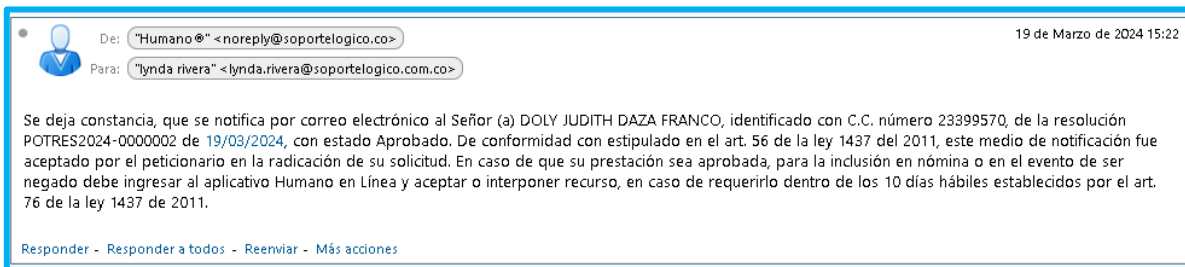 De: "Humano®" <noreply@soportelogico.co>
19 de Marzo de 2024 15:22
Para: "lynda rivera" <lynda.rivera@soportelogico.com.co>
Se deja constancia, que se notifica por correo electrónico al Señor (a) DOLY JUDITH DAZA FRANCO, identificado con C.C. número 23399570, de la resolución
POTRES2024-0000002 de 19/03/2024, con estado Aprobado. De conformidad con estipulado en el art. 56 de la ley 1437 del 2011, este medio de notificación fue
aceptado por el peticionario en la radicación de su solicitud. En caso de que su prestación sea aprobada, para la inclusión en nómina o en el evento de ser
negado debe ingresar al aplicativo Humano en Línea y aceptar o interponer recurso, en caso de requerirlo dentro de los 10 días hábiles establecidos por el art.
76 de la ley 1437 de 2011.
Responder - Responder a todos - Reenviar - Más acciones